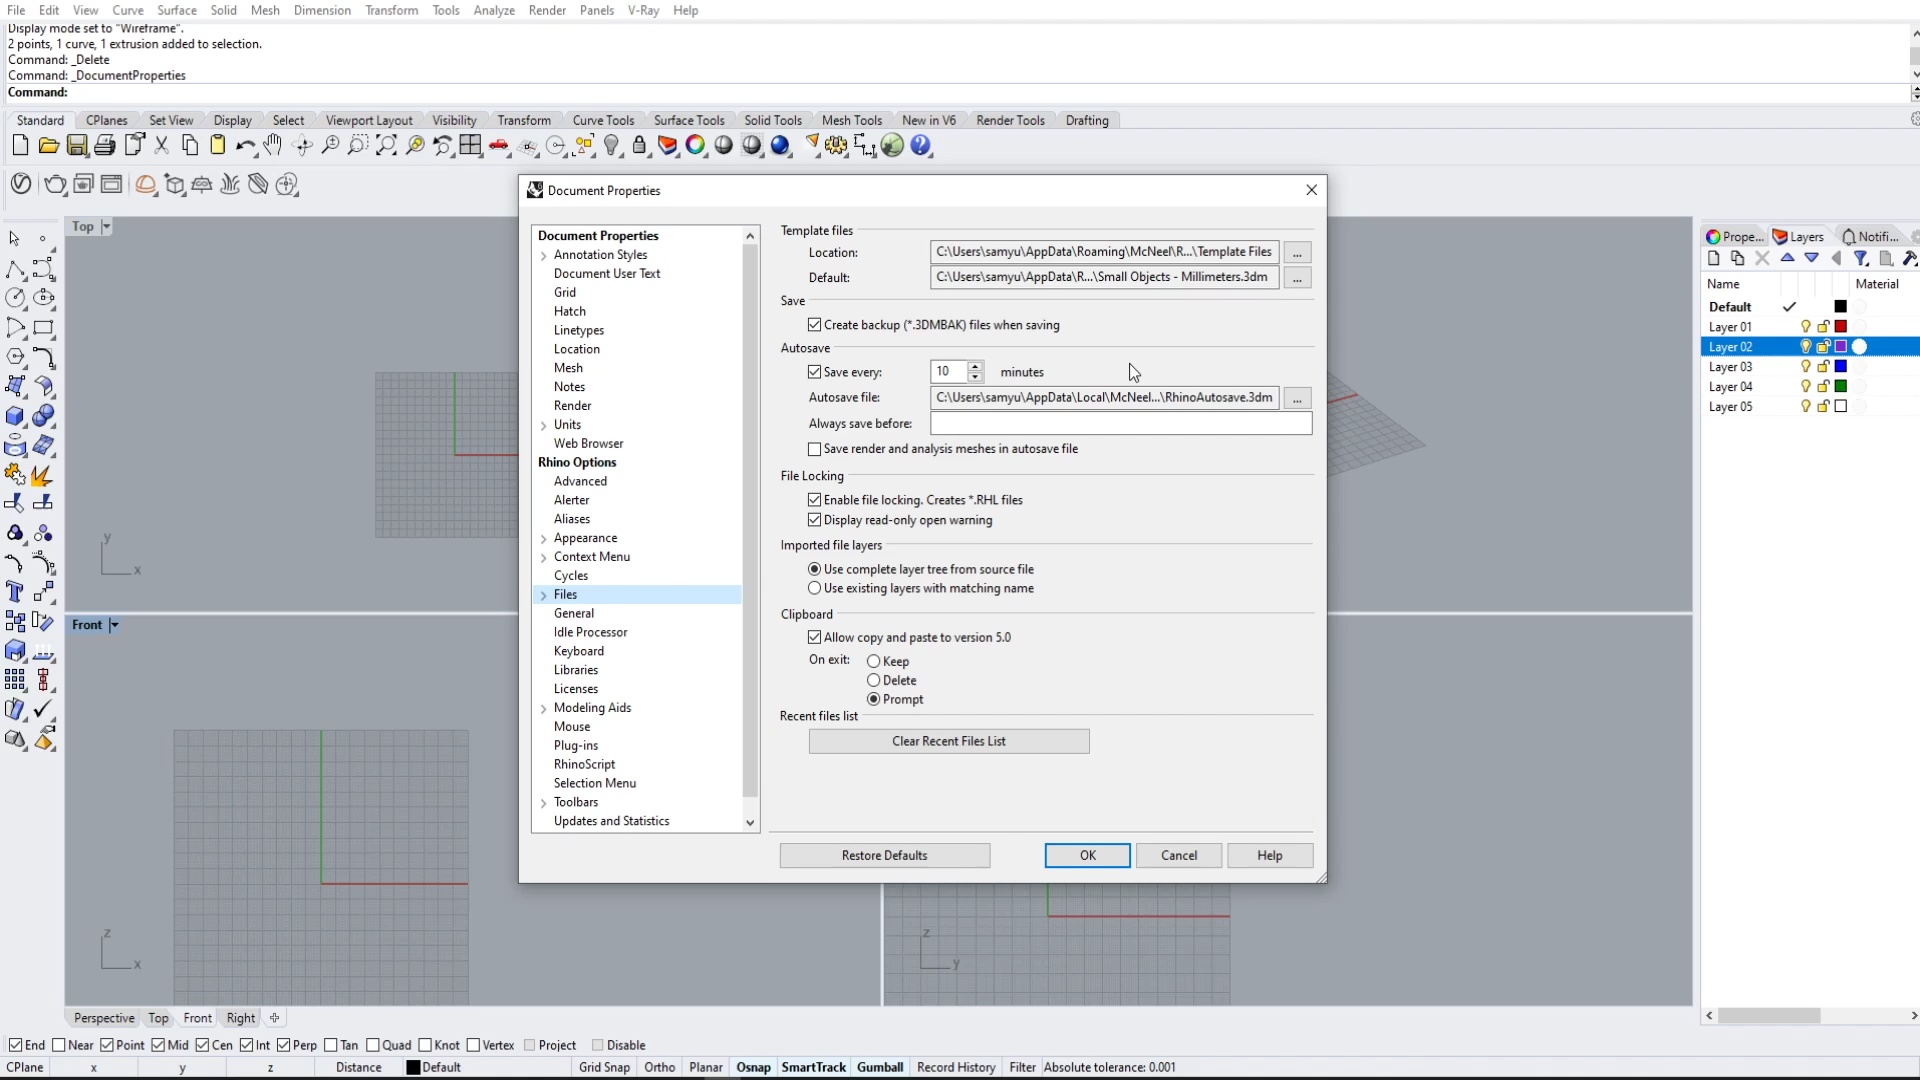 File Edit View Curve Surface Solid Mesh Dimension Transform Tools Analyze Render Panels V-Ray Help
Display mode set to "Wireframe".
2 points, 1 curve, 1 extrusion added to selection.
Command: _Delete
Command: _DocumentProperties
Command:
Standard CPlanes Set View Display Select Viewport Layout Visibility Transform Curve Tools Surface Tools Solid Tools Mesh Tools New in V6 Render Tools Drafting
Document Properties
Top
Document Properties
Annotation Styles
Document User Text
Grid
Hatch
Linetypes
Location
Mesh
Notes
Render
Units
Web Browser
Rhino Options
Advanced
Alerter
Aliases
Appearance
Context Menu
Cycles
Files
General
Idle Processor
Keyboard
Libraries
Licenses
Modeling Aids
Mouse
Plug-ins
RhinoScript
Selection Menu
Toolbars
Updates and Statistics
Template files
Location: C:\Users\samyu\AppData\Roaming\McNeel\R...\Template Files ...
Default: C:\Users\samyu\AppData\R...\Small Objects - Millimeters.3dm ...
Save
Create backup (*.3DMBAK) files when saving
Autosave
Save every: 10 minutes
Autosave file: C:\Users\samyu\AppData\Local\McNeel...\RhinoAutosave.3dm ...
Always save before:
Save render and analysis meshes in autosave file
File Locking
Enable file locking. Creates *.RHL files
Display read-only open warning
Imported file layers
Use complete layer tree from source file
Use existing layers with matching name
Clipboard
Allow copy and paste to version 5.0
On exit: Keep
Delete
Prompt
Recent files list
Clear Recent Files List
Restore Defaults OK Cancel Help
Prope... Layers Notifi...
Name Material
Default
Layer 01
Layer 02
Layer 03
Layer 04
Layer 05
y
x
Front
z
x
z
y
Perspective Top Front Right
End Near Point Mid Cen Int Perp Tan Quad Knot Vertex Project Disable
CPlane x y z Distance Default Grid Snap Ortho Planar Osnap SmartTrack Gumball Record History Filter Absolute tolerance: 0.001